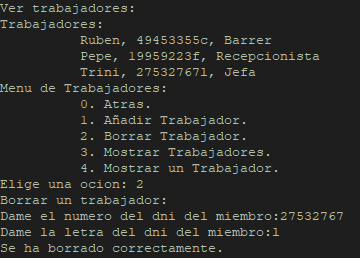 Ver trabajadores:
Trabajadores:
Ruben, 49453355c, Barrer
Pepe, 19959223f, Recepcionista
Trini, 27532767l, Jefa
Menu de Trabajadores:
0. Atras.
1. Añadir Trabajador.
2. Borrar Trabajador.
3. Mostrar Trabajadores.
4. Mostrar un Trabajador.
Elige una ocion: 2
Borrar un trabajador:
Dame el numero del dni del miembro:27532767
Dame la letra del dni del miembro:l
Se ha borrado correctamente.